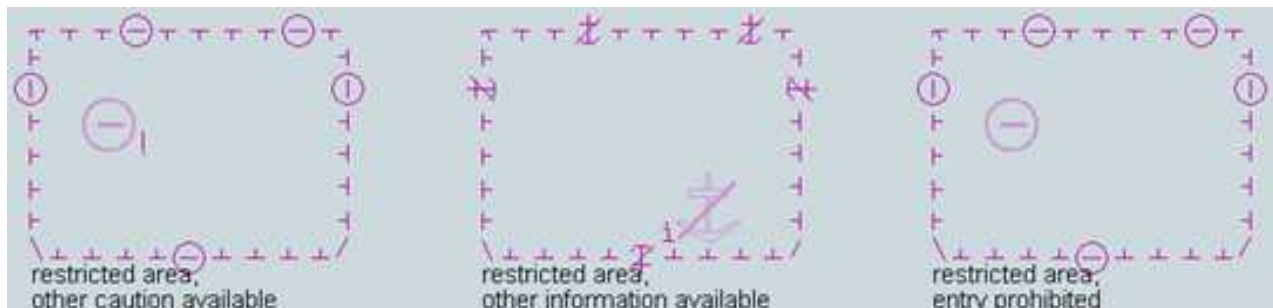 restricted area,
other caution available
i
restricted area,
other information available
restricted area,
entry prohibited